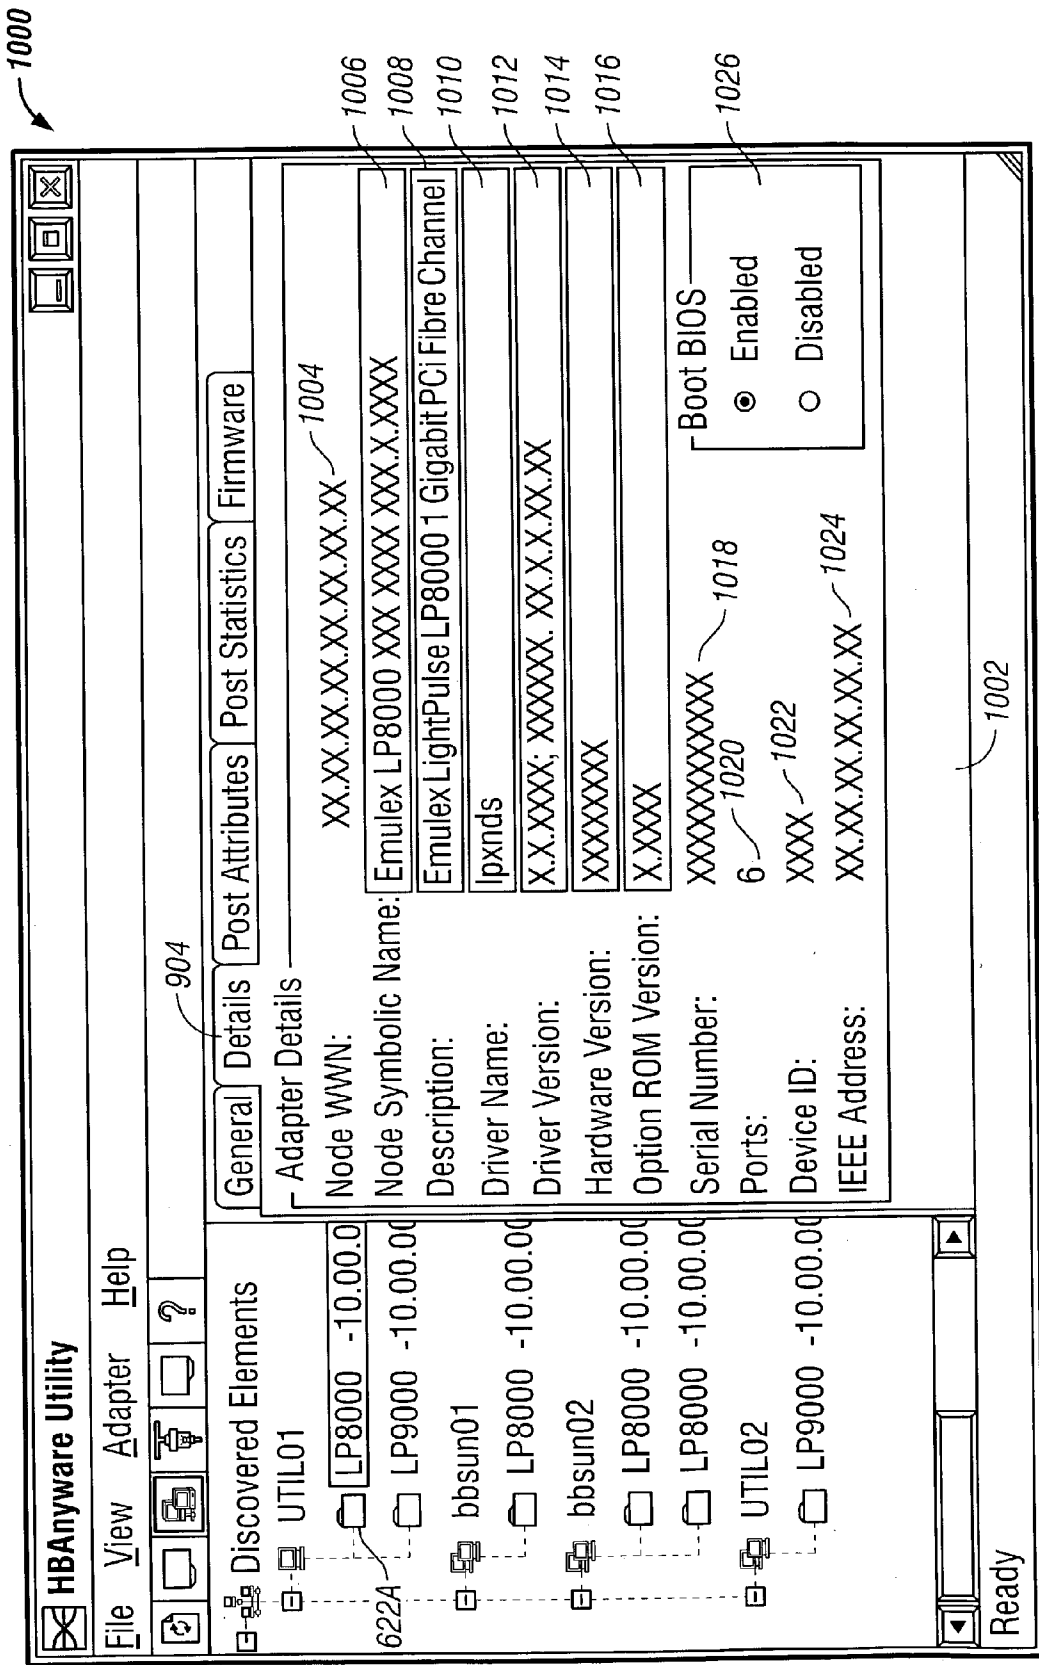 1000
HBAnyware Utility
File View Adapter Help
?
904
Discovered Elements
UTIL01
LP8000 -10.00.00
LP9000 -10.00.00
622A
bbsun01
LP8000 -10.00.00
bbsun02
LP8000 -10.00.00
LP8000 -10.00.00
UTIL02
LP9000 -10.00.00
General Details Post Attributes Post Statistics Firmware
Adapter Details
Node WWN: XX.XX.XX.XX.XX.XX.XX.XX 1004
Node Symbolic Name: Emulex LP8000 XXX XXXX XXX.X.XXXX 1006
Description: Emulex LightPulse LP8000 1 Gigabit PCi Fibre Channel 1008
Driver Name: lpxnds 1010
Driver Version: X.X.XXXX; XXXXX. XX.X.X.XX.XX 1012
Hardware Version: XXXXXXXX 1014
Option ROM Version: X.XXXX 1016
Serial Number: XXXXXXXXXXX 1018
Ports: 6 1020
Device ID: XXXX 1022
IEEE Address: XX.XX.XX.XX.XX.XX 1024
Boot BIOS
Enabled
Disabled
1026
1002
Ready